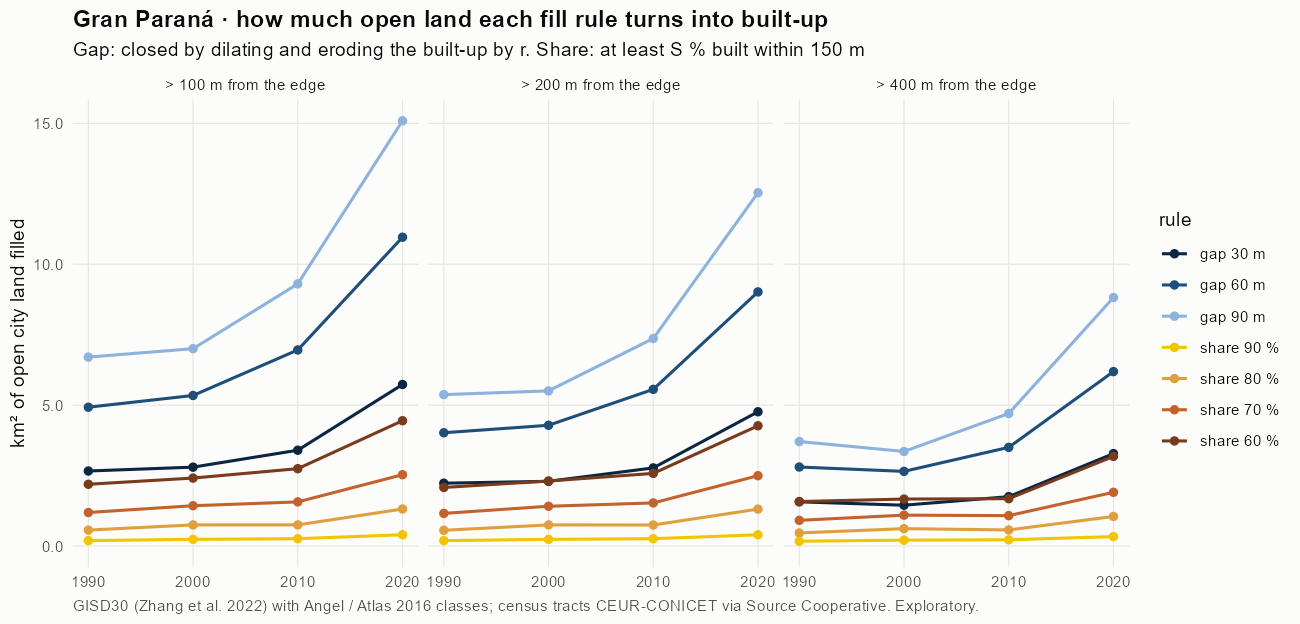 Gran Paraná · how much open land each fill rule turns into built-up
Gap: closed by dilating and eroding the built-up by r. Share: at least S % built within 150 m
> 100 m from the edge
> 200 m from the edge
> 400 m from the edge
km² of open city land filled
15.0
10.0
5.0
0.0
1990 2000 2010 2020
1990 2000 2010 2020
1990 2000 2010 2020
rule
gap 30 m
gap 60 m
gap 90 m
share 90 %
share 80 %
share 70 %
share 60 %
GISD30 (Zhang et al. 2022) with Angel / Atlas 2016 classes; census tracts CEUR-CONICET via Source Cooperative. Exploratory.